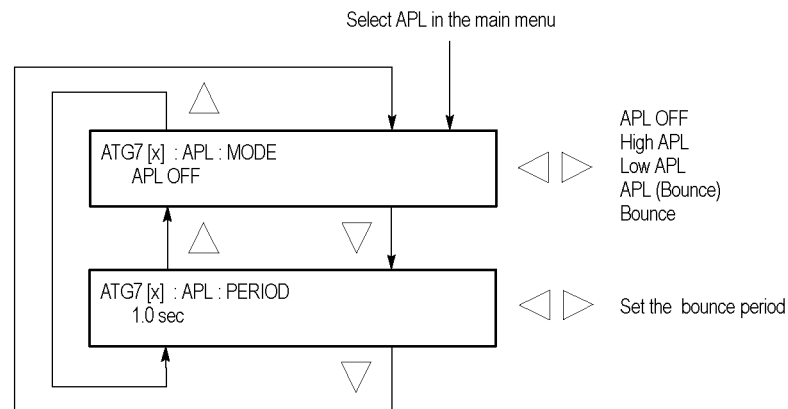 Select APL in the main menu
ATG7 [x] : APL : MODE
APL OFF
APL OFF
High APL
Low APL
APL (Bounce)
Bounce
ATG7 [x] : APL : PERIOD
1.0 sec
Set the bounce period